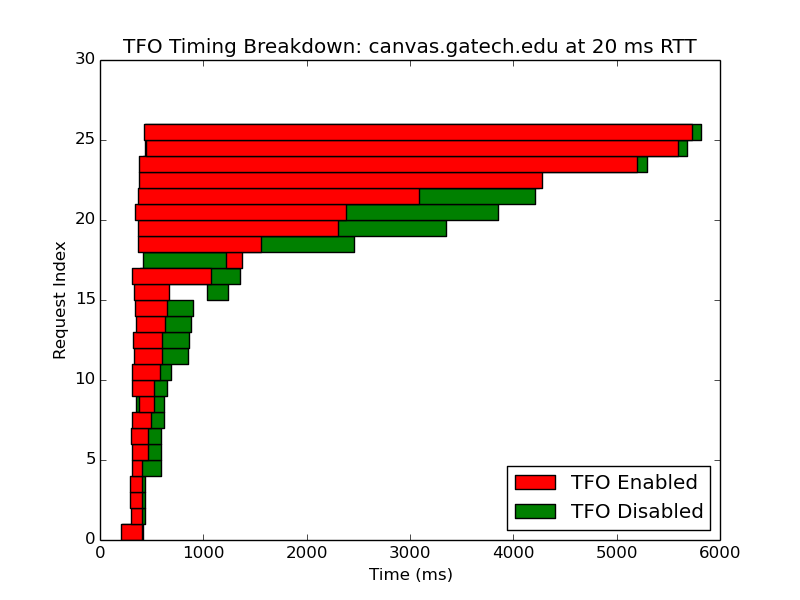 TFO Timing Breakdown: canvas.gatech.edu at 20 ms RTT
30
25
20
15
10
5
0
Request Index
TFO Enabled
TFO Disabled
0 1000 2000 3000 4000 5000 6000
Time (ms)